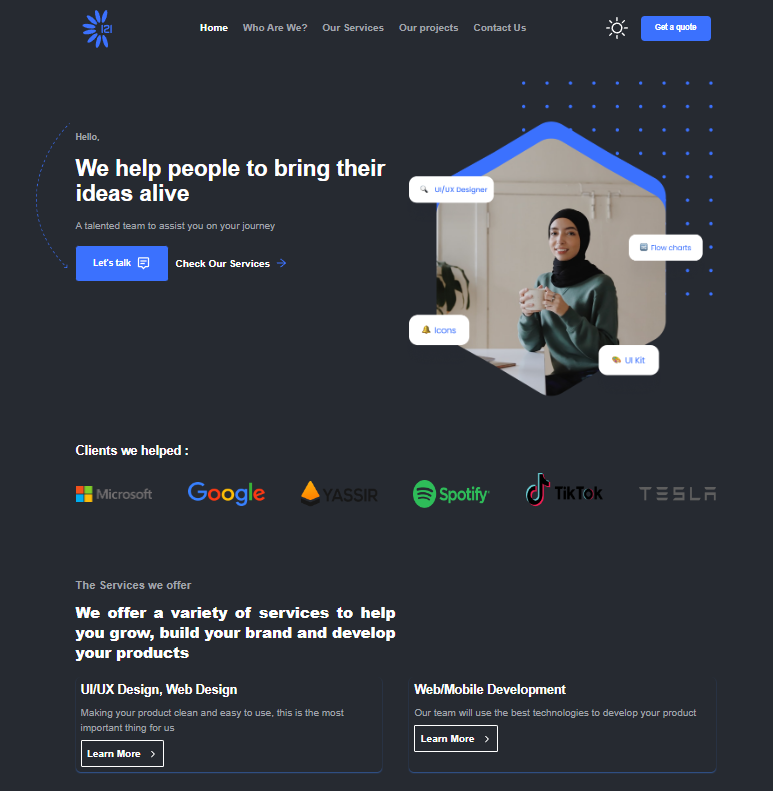 121
Home Who Are We? Our Services Our projects Contact Us
Get a quote
Hello,
We help people to bring their
ideas alive
A talented team to assist you on your journey
Let's talk
Check Our Services
UI/UX Designer
Flow charts
Icons
UI Kit
Clients we helped :
Microsoft Google YASSIR Spotify TikTok TESLA
The Services we offer
We offer a variety of services to help
you grow, build your brand and develop
your products
UI/UX Design, Web Design
Making your product clean and easy to use, this is the most
important thing for us
Learn More
Web/Mobile Development
Our team will use the best technologies to develop your product
Learn More